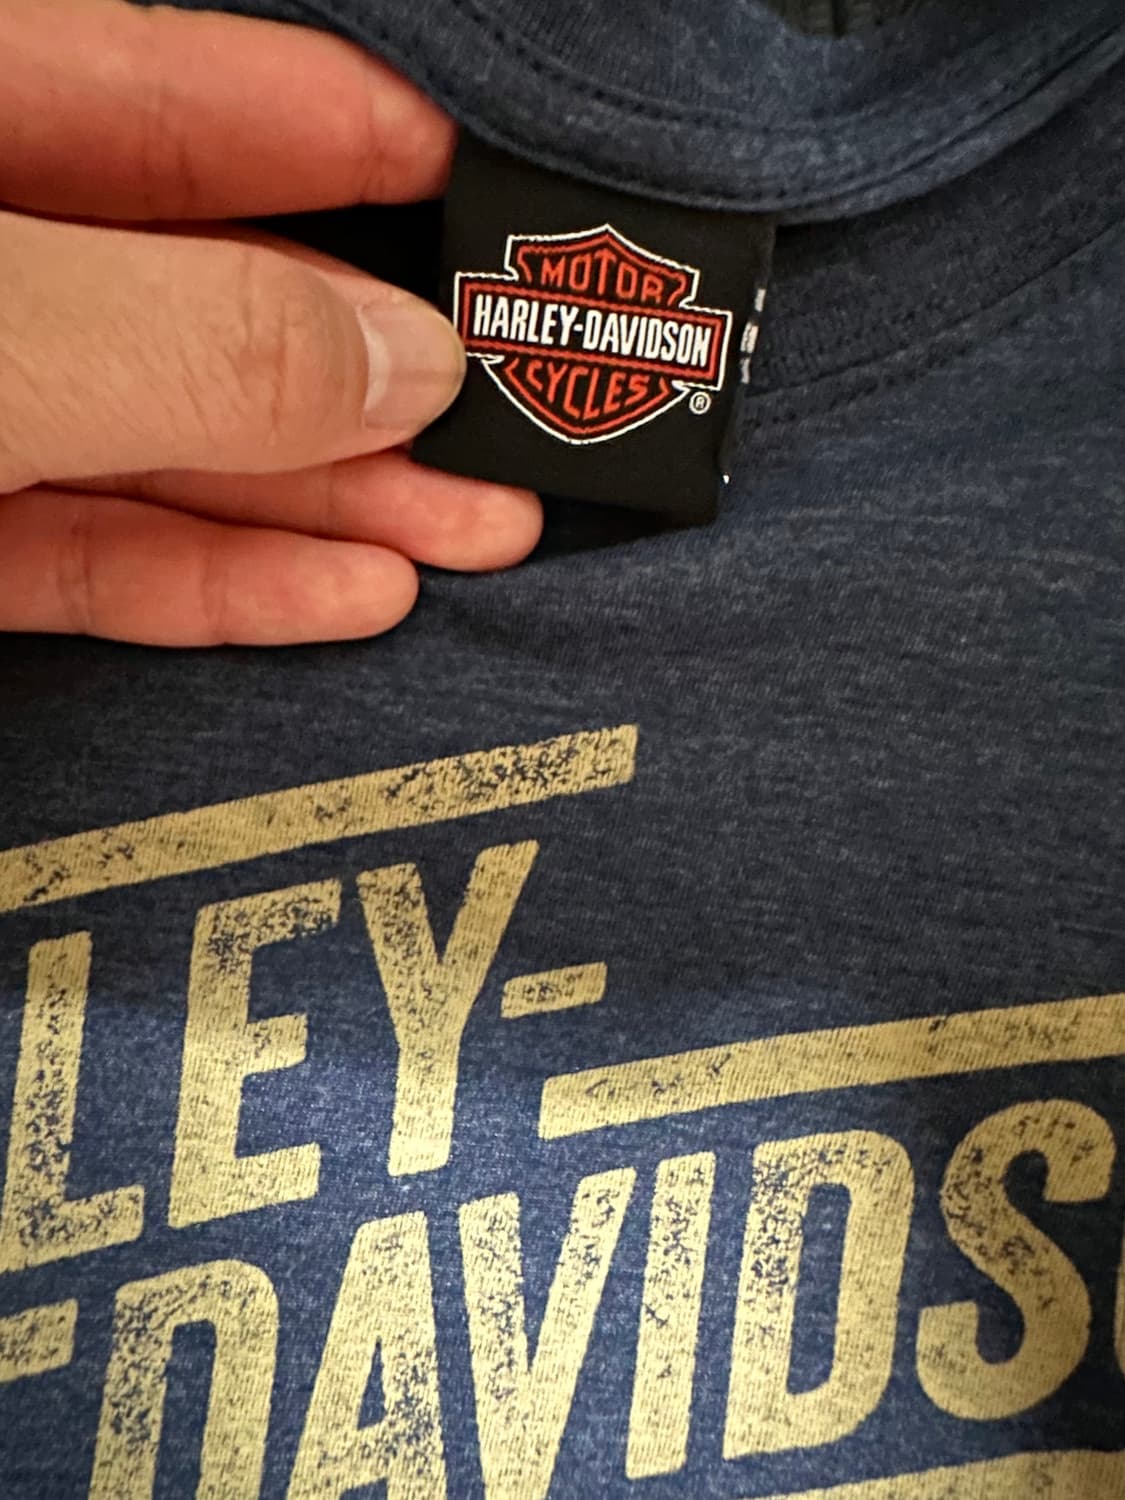 MOTOR
HARLEY-DAVIDSON
CYCLES
®
LEY-
DAVIDS